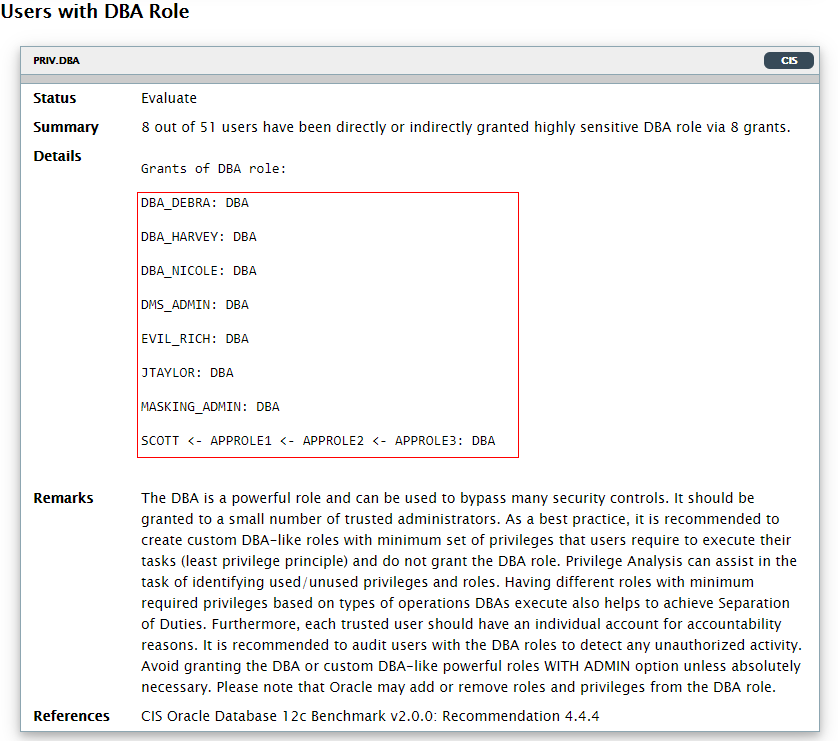 Users with DBA Role
PRIV.DBA
CIS
Status Evaluate
Summary 8 out of 51 users have been directly or indirectly granted highly sensitive DBA role via 8 grants.
Details
Grants of DBA role:
DBA_DEBRA: DBA
DBA_HARVEY: DBA
DBA_NICOLE: DBA
DMS_ADMIN: DBA
EVIL_RICH: DBA
JTAYLOR: DBA
MASKING_ADMIN: DBA
SCOTT <- APPROLE1 <- APPROLE2 <- APPROLE3: DBA
Remarks The DBA is a powerful role and can be used to bypass many security controls. It should be
granted to a small number of trusted administrators. As a best practice, it is recommended to
create custom DBA-like roles with minimum set of privileges that users require to execute their
tasks (least privilege principle) and do not grant the DBA role. Privilege Analysis can assist in the
task of identifying used/unused privileges and roles. Having different roles with minimum
required privileges based on types of operations DBAs execute also helps to achieve Separation
of Duties. Furthermore, each trusted user should have an individual account for accountability
reasons. It is recommended to audit users with the DBA roles to detect any unauthorized activity.
Avoid granting the DBA or custom DBA-like powerful roles WITH ADMIN option unless absolutely
necessary. Please note that Oracle may add or remove roles and privileges from the DBA role.
References CIS Oracle Database 12c Benchmark v2.0.0: Recommendation 4.4.4